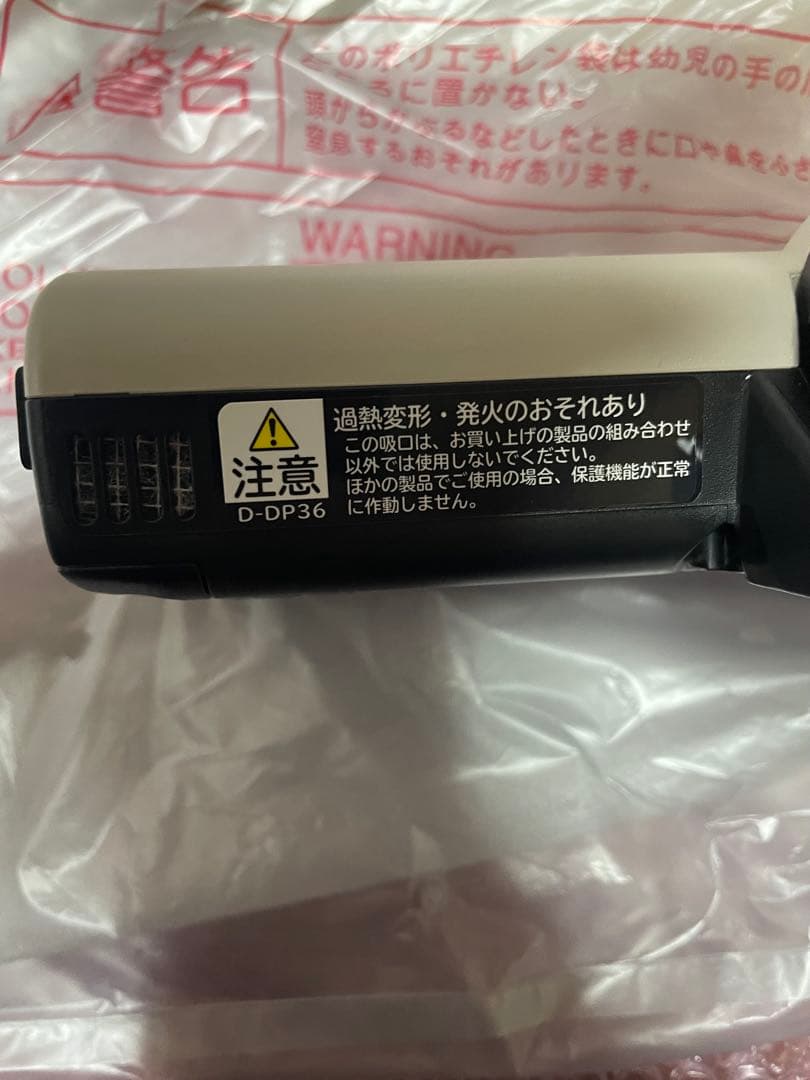 警告
このポリエチレン袋は幼児の手の
ころに置かない。
頭からかぶるなどしたときに口や鼻をふさ
窒息するおそれがあります。
WARNING
注意
D-DP36
過熱変形・発火のおそれあり
この吸口は、お買い上げの製品の組み合わせ
以外では使用しないでください。
ほかの製品でご使用の場合、保護機能が正常
に作動しません。